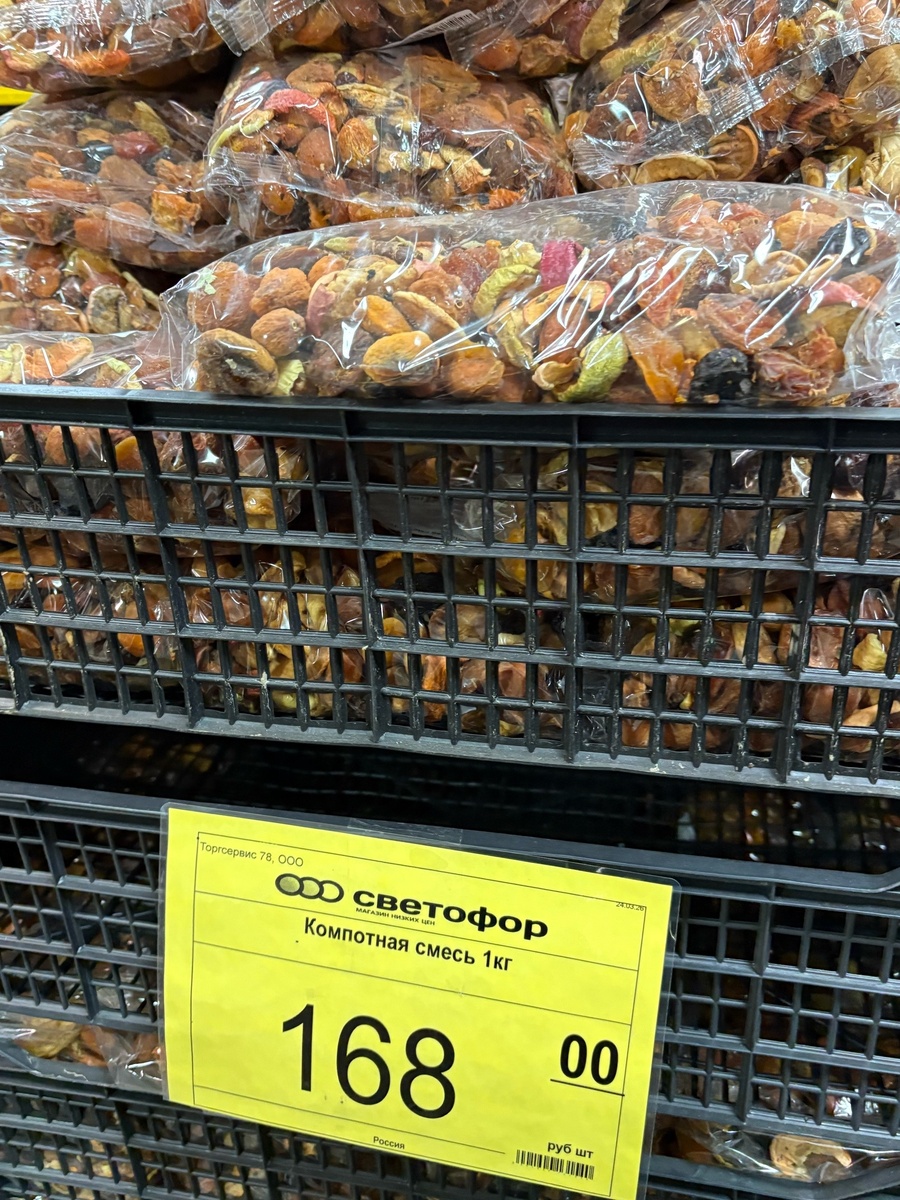 Торгсервис 78, ООО
24.03.26
светофор
МАГАЗИН НИЗКИХ ЦЕН
Компотная смесь 1кг
168 00
руб шт
Россия